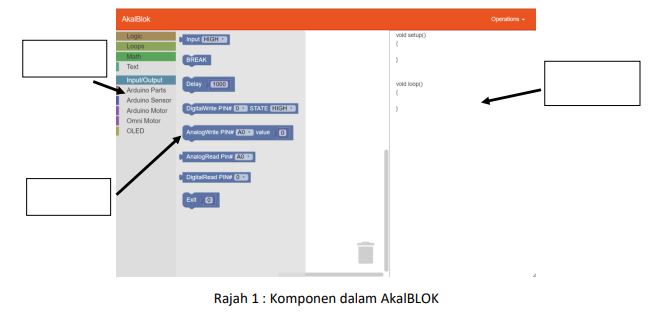 AkalBlok
Operations
Logic
Loops
Math
Text
Input/Output
Arduino Parts
Arduino Sensor
Arduino Motor
Omni Motor
OLED
Input HIGH
BREAK
Delay 1000
DigitalWrite PIN# 0 STATE HIGH
AnalogWrite PIN# A0 value 0
AnalogRead Pin# A0
DigitalRead PIN# 0
Exit 0
void setup()
{
}
void loop()
{
}
Rajah 1 : Komponen dalam AkalBLOK